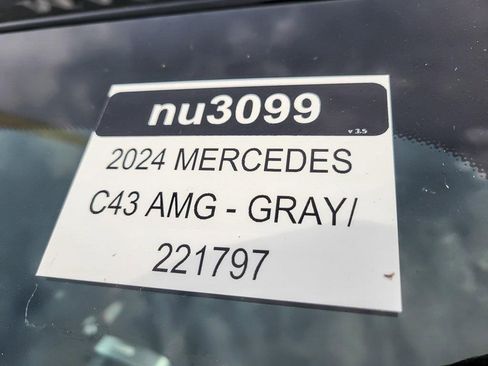 nu3099
v 3.5
2024 MERCEDES
C43 AMG - GRAY/
221797